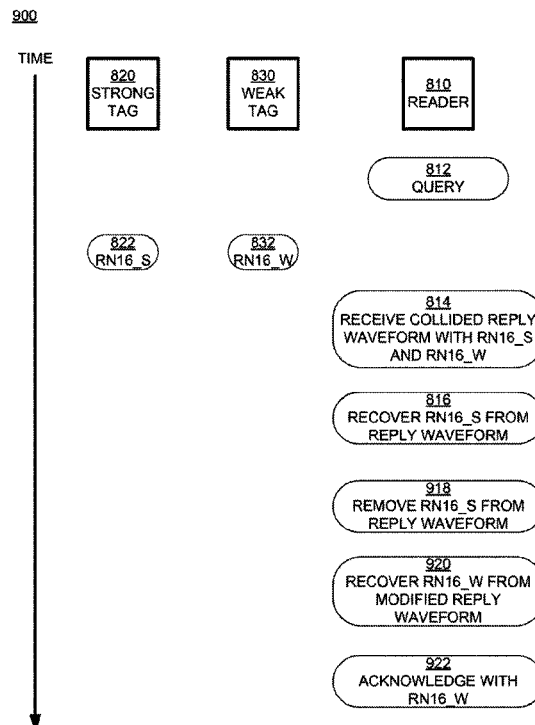 900
TIME
820
STRONG
TAG
830
WEAK
TAG
810
READER
812
QUERY
822
RN16_S
832
RN16_W
814
RECEIVE COLLIDED REPLY
WAVEFORM WITH RN16_S
AND RN16_W
816
RECOVER RN16_S FROM
REPLY WAVEFORM
918
REMOVE RN16_S FROM
REPLY WAVEFORM
920
RECOVER RN16_W FROM
MODIFIED REPLY
WAVEFORM
922
ACKNOWLEDGE WITH
RN16_W